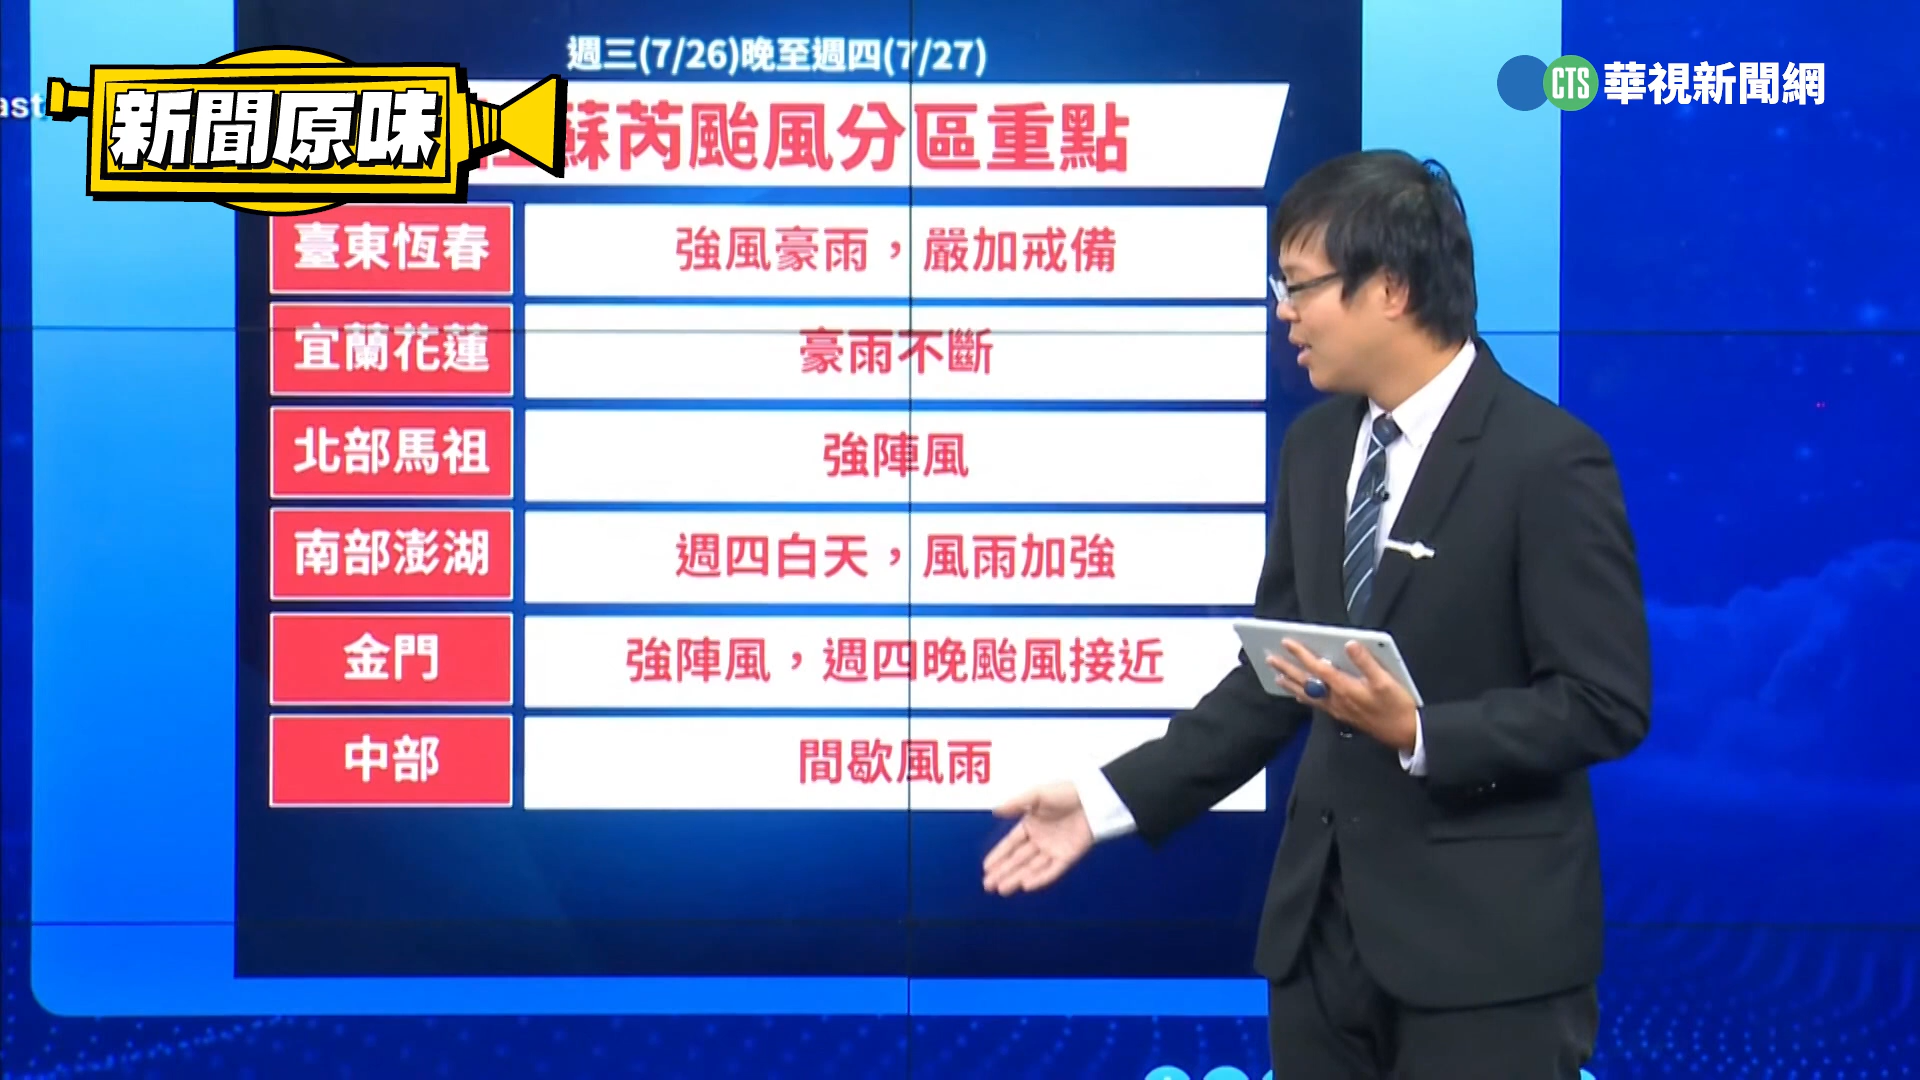 週三(7/26)晚至週四(7/27)
ast
新聞原味
CTS 華視新聞網
蘇芮颱風分區重點
臺東恆春 強風豪雨，嚴加戒備
宜蘭花蓮 豪雨不斷
北部馬祖 強陣風
南部澎湖 週四白天，風雨加強
金門 強陣風，週四晚颱風接近
中部 間歇風雨